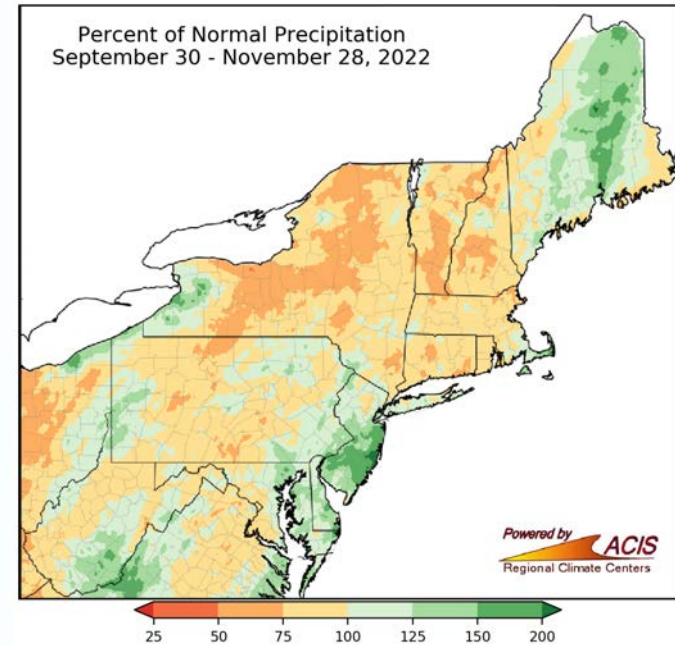 Percent of Normal Precipitation
September 30 - November 28, 2022
Powered by
ACIS
Regional Climate Centers
25 50 75 100 125 150 200